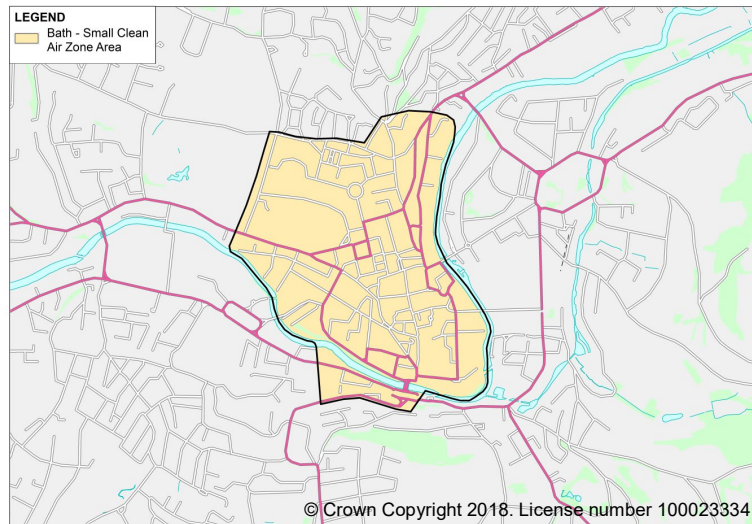 LEGEND
Bath - Small Clean
Air Zone Area
© Crown Copyright 2018. License number 100023334